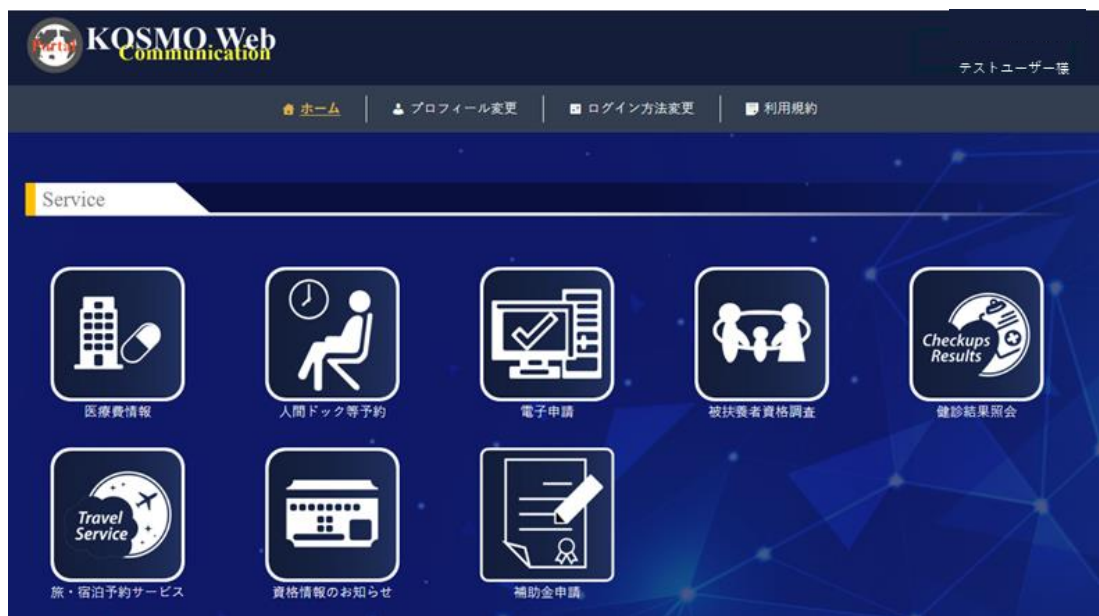 Portal
KOSMO Web
Communication
テストユーザー様
ホーム
プロフィール変更
ログイン方法変更
利用規約
Service
Checkups
Results
医療費情報
人間ドック等予約
電子申請
被扶養者資格調査
健診結果照会
Travel
Service
旅・宿泊予約サービス
資格情報のお知らせ
補助金申請